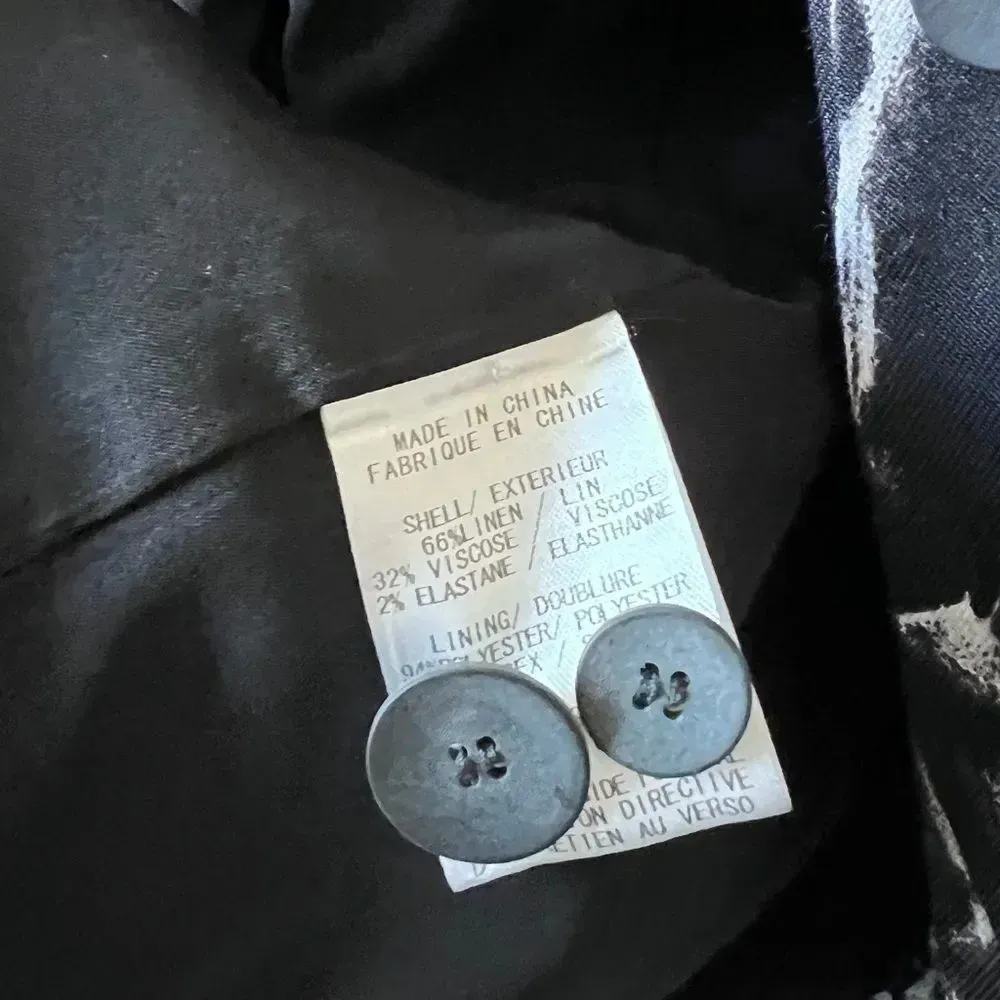 MADE IN CHINA
FABRIQUE EN CHINE
SHELL/ EXTERIEUR
66%LINEN / LIN
32% VISCOSE / VISCOSE
2% ELASTANE / ELASTHANNE
LINING/ DOUBLURE
POLYESTER
DIRECTIVE
AU VERSO